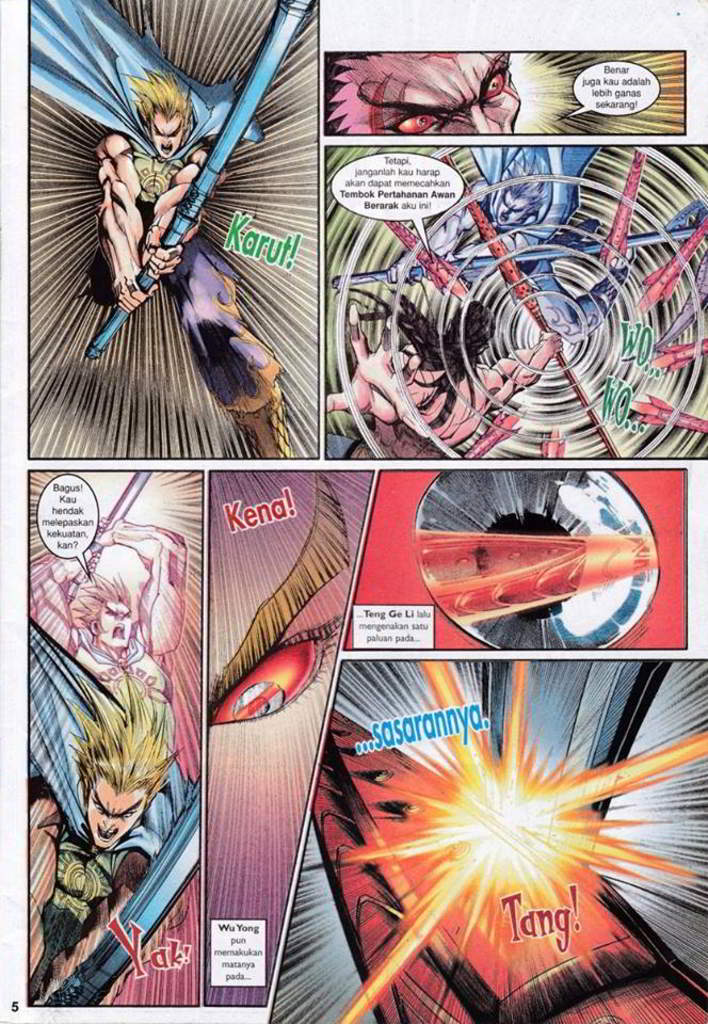 Karut!
Benar
juga kau adalah
lebih ganas
sekarang!
Tetapi,
janganlah kau harap
akan dapat memecahkan
Tembok Pertahanan Awan
Berarak aku ini!
WO...
WO...
Bagus!
Kau
hendak
melepaskan
kekuatan,
kan?
Yak!
Kena!
Wu Yong
pun
memakukan
matanya
pada...
...Teng Ge Li lalu
mengenakan satu
paluan pada...
...sasarannya.
Tang!
5